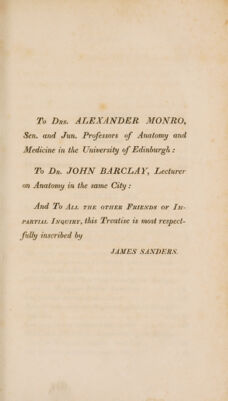 To Drs. ALEXANDER MONRO,
Sen. and Jun. Professors of Anatomy and
Medicine in the University of Edinburgh:
To Dr. JOHN BARCLAY, Lecturer
on Anatomy in the same City:
And To All the other Friends of Im-
partial Inquiry, this Treatise is most respect-
fully inscribed by
JAMES SANDERS.